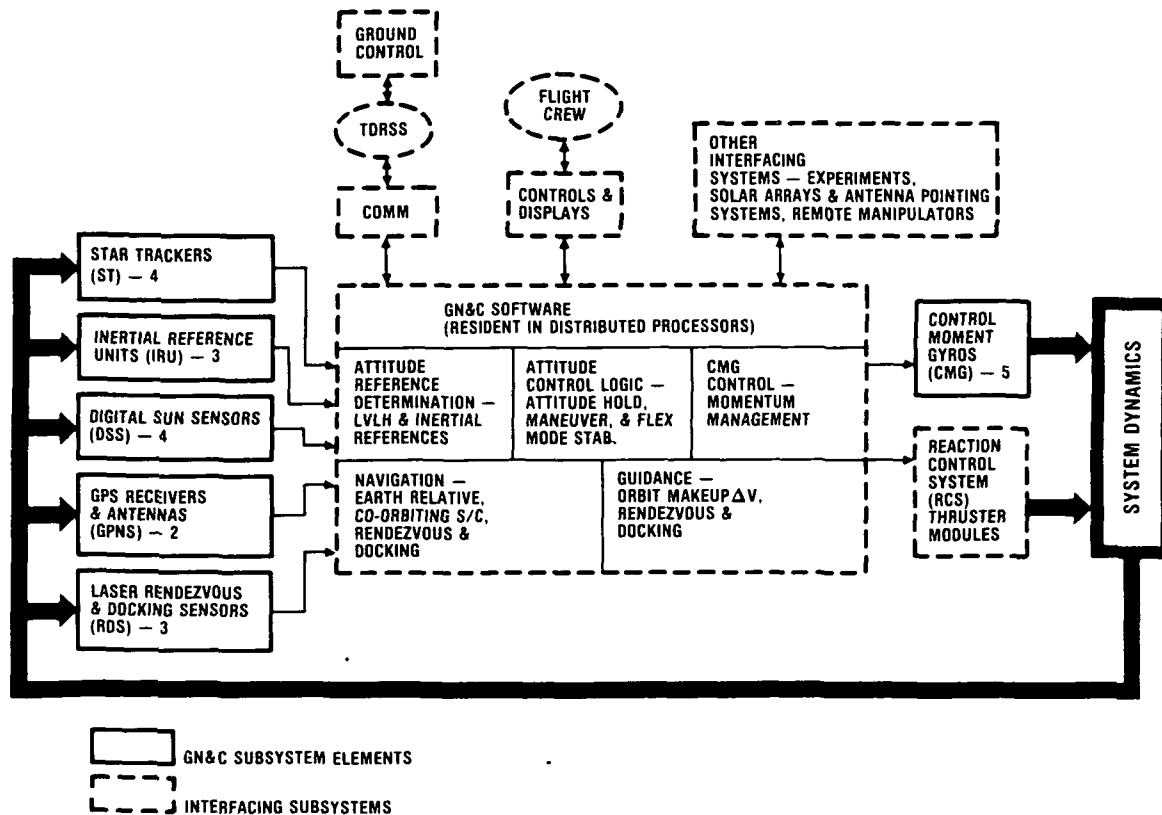 GROUND
CONTROL
TDRSS
COMM
FLIGHT
CREW
CONTROLS &
DISPLAYS
OTHER
INTERFACING
SYSTEMS — EXPERIMENTS,
SOLAR ARRAYS & ANTENNA POINTING
SYSTEMS, REMOTE MANIPULATORS
STAR TRACKERS
(ST) — 4
INERTIAL REFERENCE
UNITS (IRU) — 3
DIGITAL SUN SENSORS
(DSS) — 4
GPS RECEIVERS
& ANTENNAS
(GPNS) — 2
LASER RENDEZVOUS
& DOCKING SENSORS
(RDS) — 3
GN&C SOFTWARE
(RESIDENT IN DISTRIBUTED PROCESSORS)
ATTITUDE
REFERENCE
DETERMINATION —
LVLH & INERTIAL
REFERENCES
ATTITUDE
CONTROL LOGIC —
ATTITUDE HOLD,
MANEUVER, & FLEX
MODE STAB.
CMG
CONTROL —
MOMENTUM
MANAGEMENT
NAVIGATION —
EARTH RELATIVE,
CO-ORBITING S/C,
RENDEZVOUS &
DOCKING
GUIDANCE —
ORBIT MAKEUP ΔV,
RENDEZVOUS &
DOCKING
CONTROL
MOMENT
GYROS
(CMG) — 5
REACTION
CONTROL
SYSTEM
(RCS)
THRUSTER
MODULES
SYSTEM DYNAMICS
GN&C SUBSYSTEM ELEMENTS
INTERFACING SUBSYSTEMS